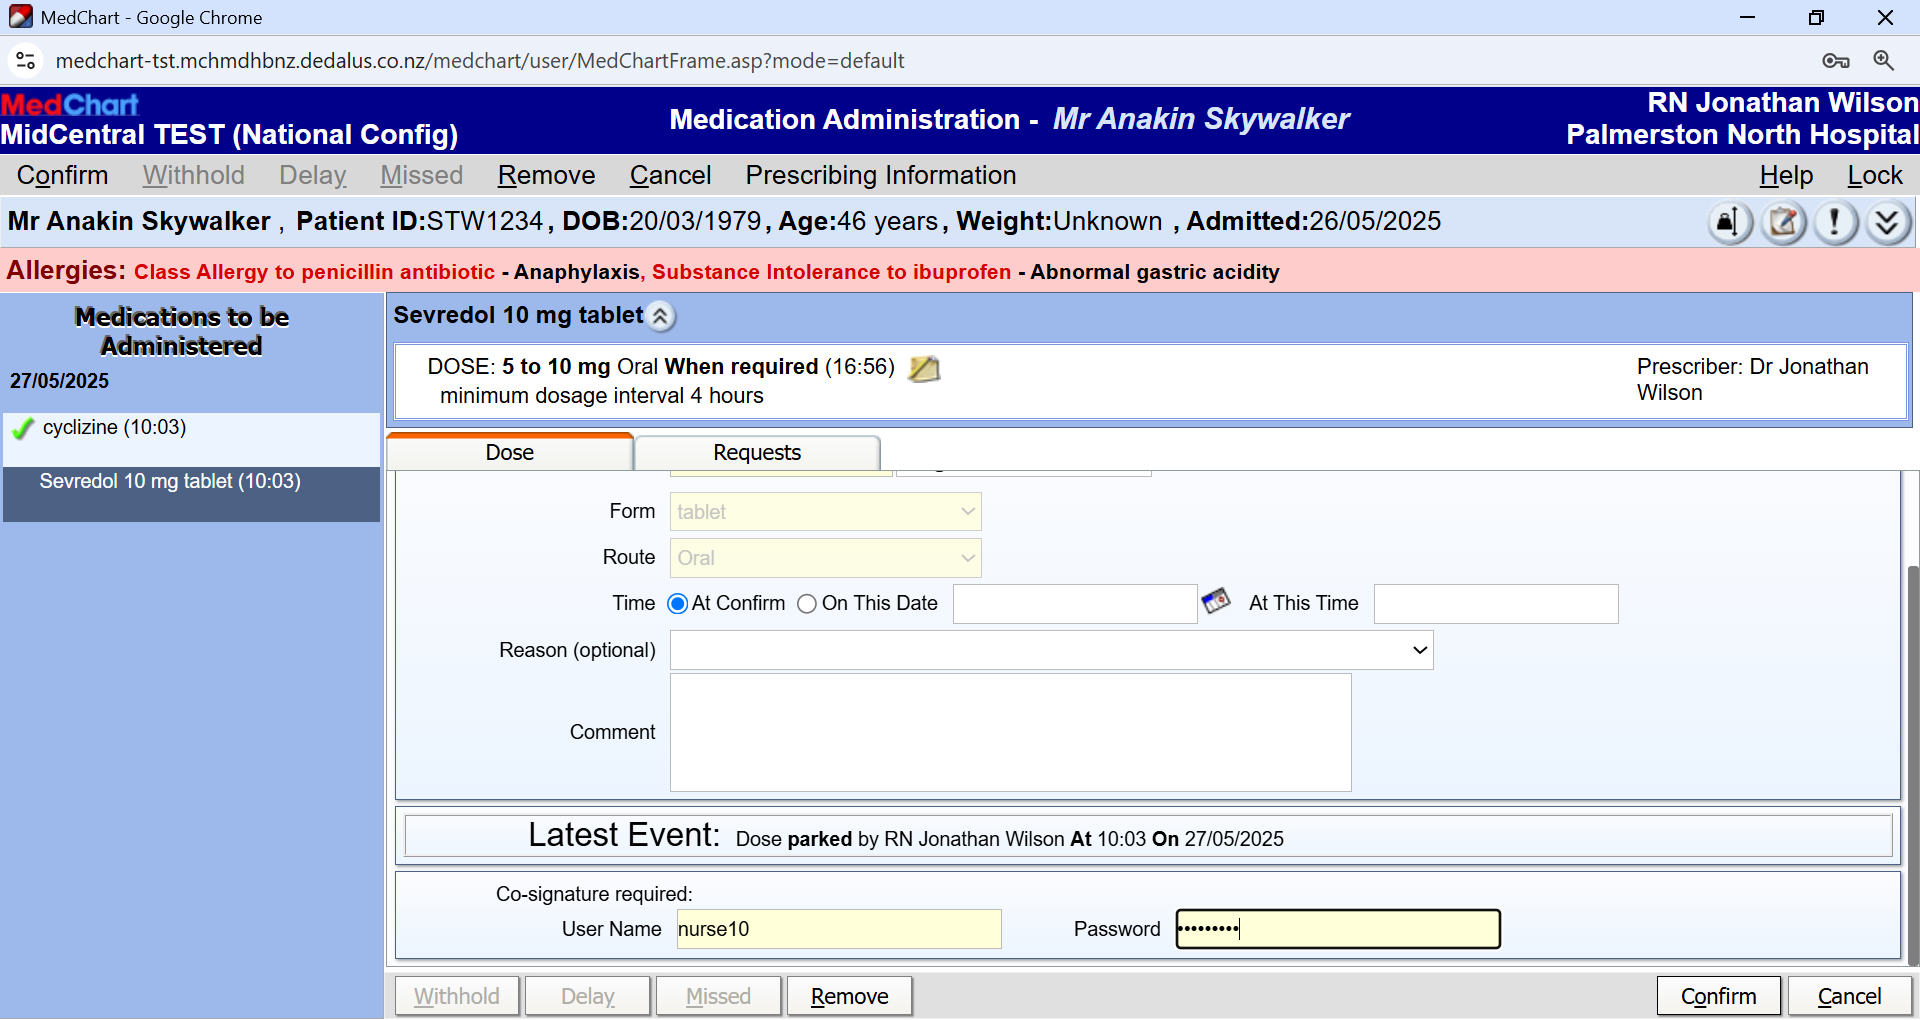 MedChart - Google Chrome
medchart-tst.mchmdhbnz.dedalus.co.nz/medchart/user/MedChartFrame.asp?mode=default
MedChart
MidCentral TEST (National Config)
Medication Administration - Mr Anakin Skywalker
RN Jonathan Wilson
Palmerston North Hospital
Confirm Withhold Delay Missed Remove Cancel Prescribing Information Help Lock
Mr Anakin Skywalker , Patient ID:STW1234, DOB:20/03/1979, Age:46 years, Weight:Unknown , Admitted:26/05/2025
Allergies: Class Allergy to penicillin antibiotic - Anaphylaxis, Substance Intolerance to ibuprofen - Abnormal gastric acidity
Medications to be
Administered
27/05/2025
cyclizine (10:03)
Sevredol 10 mg tablet (10:03)
Sevredol 10 mg tablet
DOSE: 5 to 10 mg Oral When required (16:56)
minimum dosage interval 4 hours
Prescriber: Dr Jonathan
Wilson
Dose Requests
Form tablet
Route Oral
Time At Confirm On This Date At This Time
Reason (optional)
Comment
Latest Event: Dose parked by RN Jonathan Wilson At 10:03 On 27/05/2025
Co-signature required:
User Name nurse10 Password •••••••••
Withhold Delay Missed Remove Confirm Cancel